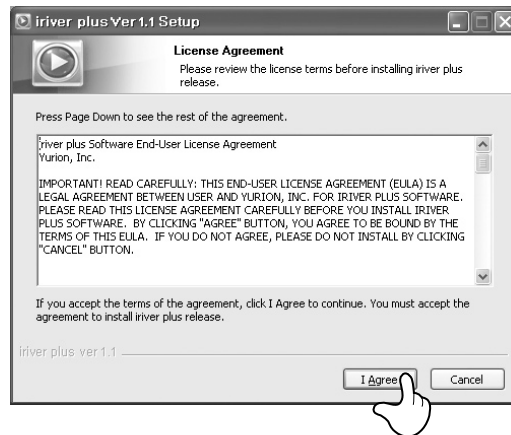 iriver plus Ver 1.1 Setup
License Agreement
Please review the license terms before installing iriver plus
release.
Press Page Down to see the rest of the agreement.
iriver plus Software End-User License Agreement
Yurion, Inc.
IMPORTANT! READ CAREFULLY: THIS END-USER LICENSE AGREEMENT (EULA) IS A
LEGAL AGREEMENT BETWEEN USER AND YURION, INC. FOR IRIVER PLUS SOFTWARE.
PLEASE READ THIS LICENSE AGREEMENT CAREFULLY BEFORE YOU INSTALL IRIVER
PLUS SOFTWARE. BY CLICKING "AGREE" BUTTON, YOU AGREE TO BE BOUND BY THE
TERMS OF THIS EULA. IF YOU DO NOT AGREE, PLEASE DO NOT INSTALL BY CLICKING
"CANCEL" BUTTON.
If you accept the terms of the agreement, click I Agree to continue. You must accept the
agreement to install iriver plus release.
iriver plus ver 1.1
I Agree
Cancel